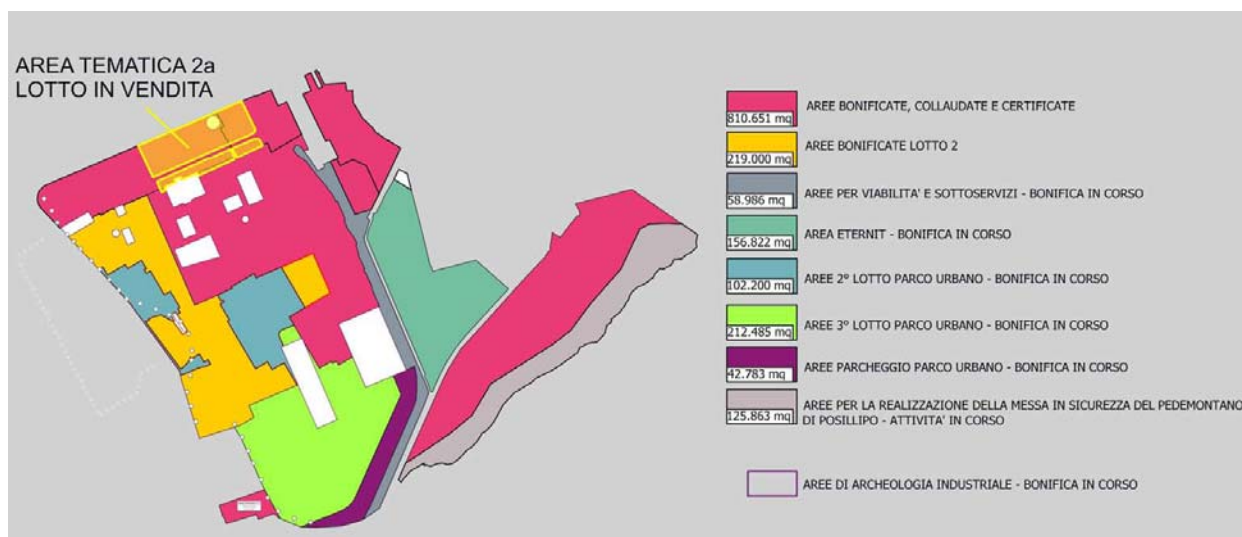 AREA TEMATICA 2a
LOTTO IN VENDITA
AREE BONIFICATE, COLLAUDATE E CERTIFICATE
810.651 mq
AREE BONIFICATE LOTTO 2
219.000 mq
AREE PER VIABILITA' E SOTTOSERVIZI - BONIFICA IN CORSO
58.986 mq
AREA ETERNIT - BONIFICA IN CORSO
156.822 mq
AREE 2° LOTTO PARCO URBANO - BONIFICA IN CORSO
102.200 mq
AREE 3° LOTTO PARCO URBANO - BONIFICA IN CORSO
212.485 mq
AREE PARCHEGGIO PARCO URBANO - BONIFICA IN CORSO
42.783 mq
AREE PER LA REALIZZAZIONE DELLA MESSA IN SICUREZZA DEL PEDEMONTANO
DI POSILLIPO - ATTIVITA' IN CORSO
125.863 mq
AREE DI ARCHEOLOGIA INDUSTRIALE - BONIFICA IN CORSO